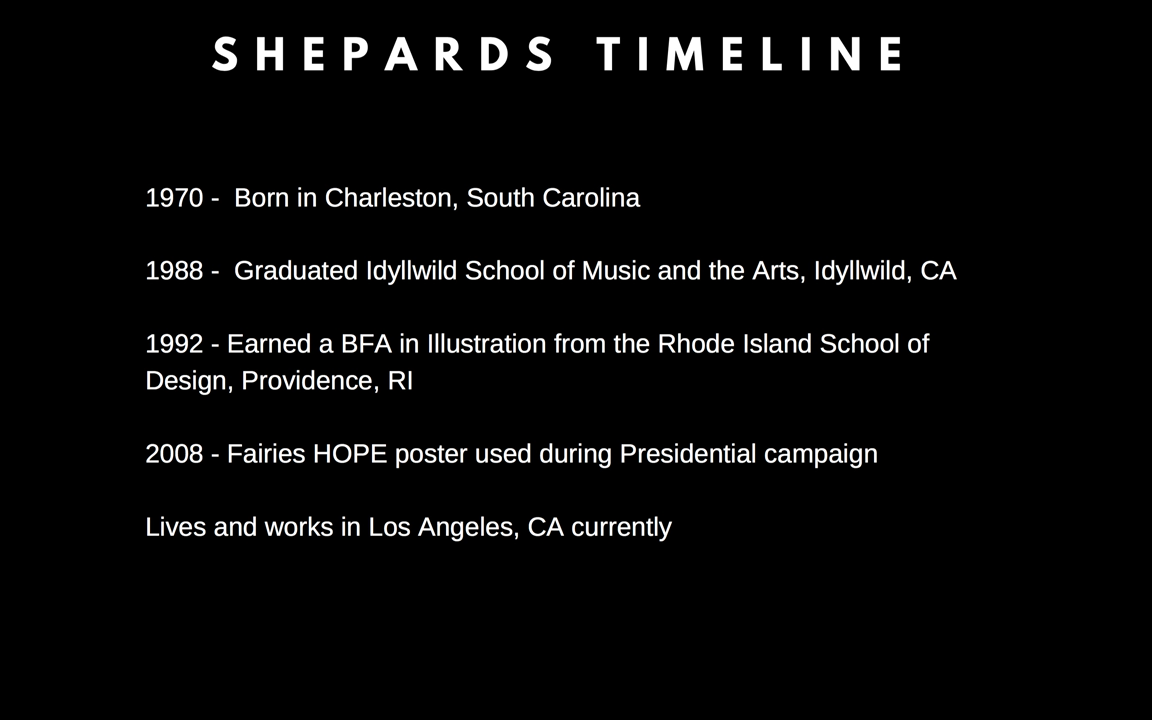 SHEPARDS TIMELINE
1970 -  Born in Charleston, South Carolina
1988 -  Graduated Idyllwild School of Music and the Arts, Idyllwild, CA
1992 - Earned a BFA in Illustration from the Rhode Island School of
Design, Providence, RI
2008 - Fairies HOPE poster used during Presidential campaign
Lives and works in Los Angeles, CA currently